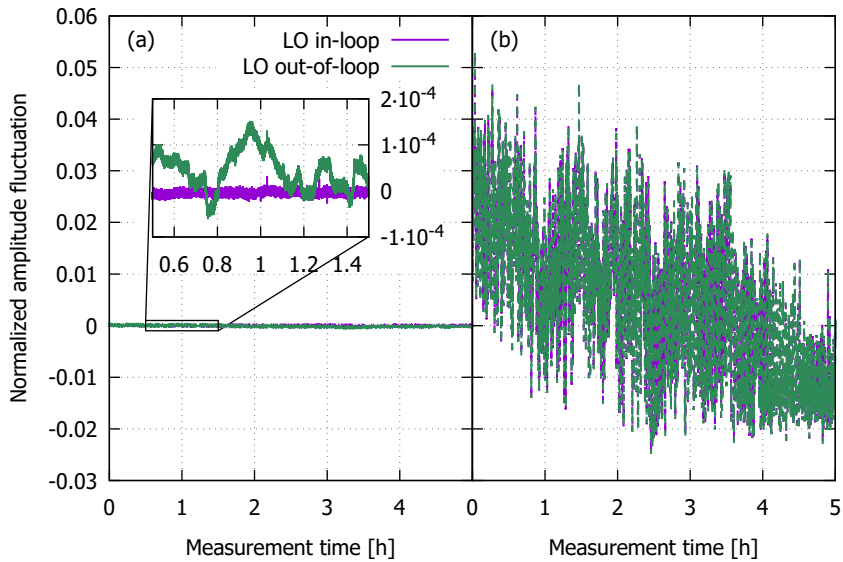 (a)
LO in-loop
LO out-of-loop
(b)
Normalized amplitude fluctuation
0.06
0.05
0.04
0.03
0.02
0.01
0
-0.01
-0.02
-0.03
2·10⁻⁴
1·10⁻⁴
0
-1·10⁻⁴
0.6 0.8 1 1.2 1.4
0 1 2 3 4
0 1 2 3 4 5
Measurement time [h]
Measurement time [h]